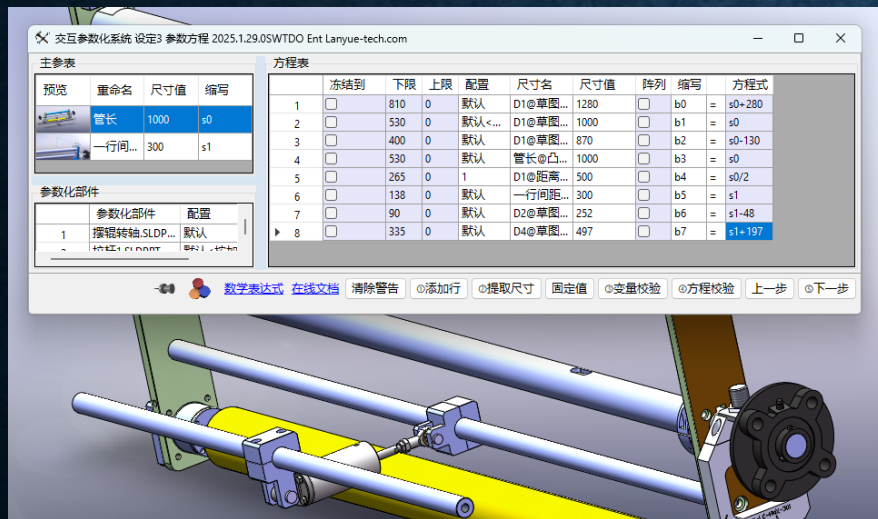 交互参数化系统 设定3 参数方程 2025.1.29.0SWTDO Ent Lanyue-tech.com
主参表
预览 重命名 尺寸值 缩写
管长 1000 s0
一行间... 300 s1
参数化部件
参数化部件 配置
1 摆辊转轴.SLDP... 默认
拉杆1.SLDPRT 默认<按加
方程表
冻结到 下限 上限 配置 尺寸名 尺寸值 阵列 缩写 方程式
1 810 0 默认 D1@草图... 1280 b0 = s0+280
2 530 0 默认<... D1@草图... 1000 b1 = s0
3 400 0 默认 D1@草图... 870 b2 = s0-130
4 530 0 默认 管长@凸... 1000 b3 = s0
5 265 0 1 D1@距离... 500 b4 = s0/2
6 138 0 默认 一行间距... 300 b5 = s1
7 90 0 默认 D2@草图... 252 b6 = s1-48
8 335 0 默认 D4@草图... 497 b7 = s1+197
数学表达式 在线文档 清除警告 ①添加行 ②提取尺寸 固定值 ③变量校验 ④方程校验 上一步 ⑤下一步